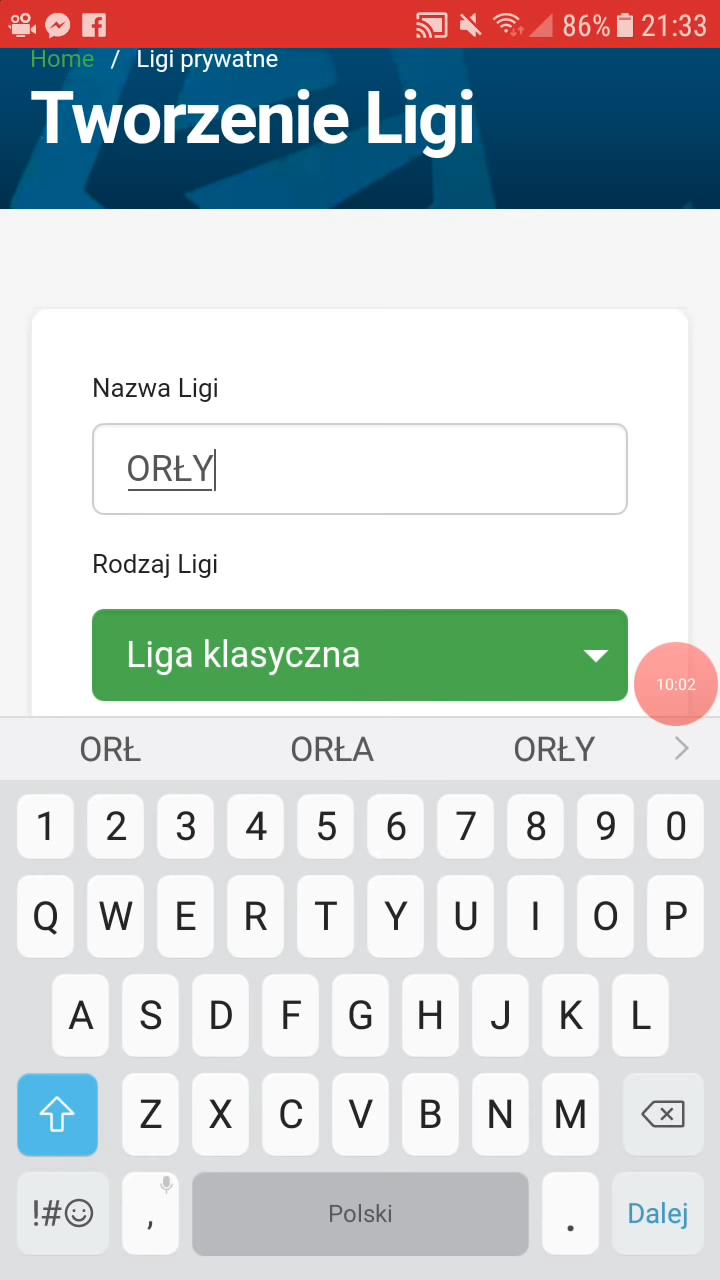 86% 21:33
Home / Ligi prywatne
Tworzenie Ligi
Nazwa Ligi
ORŁY
Rodzaj Ligi
Liga klasyczna
10:02
ORŁ ORŁA ORŁY
1 2 3 4 5 6 7 8 9 0
Q W E R T Y U I O P
A S D F G H J K L
Z X C V B N M
!#☺ , Polski . Dalej